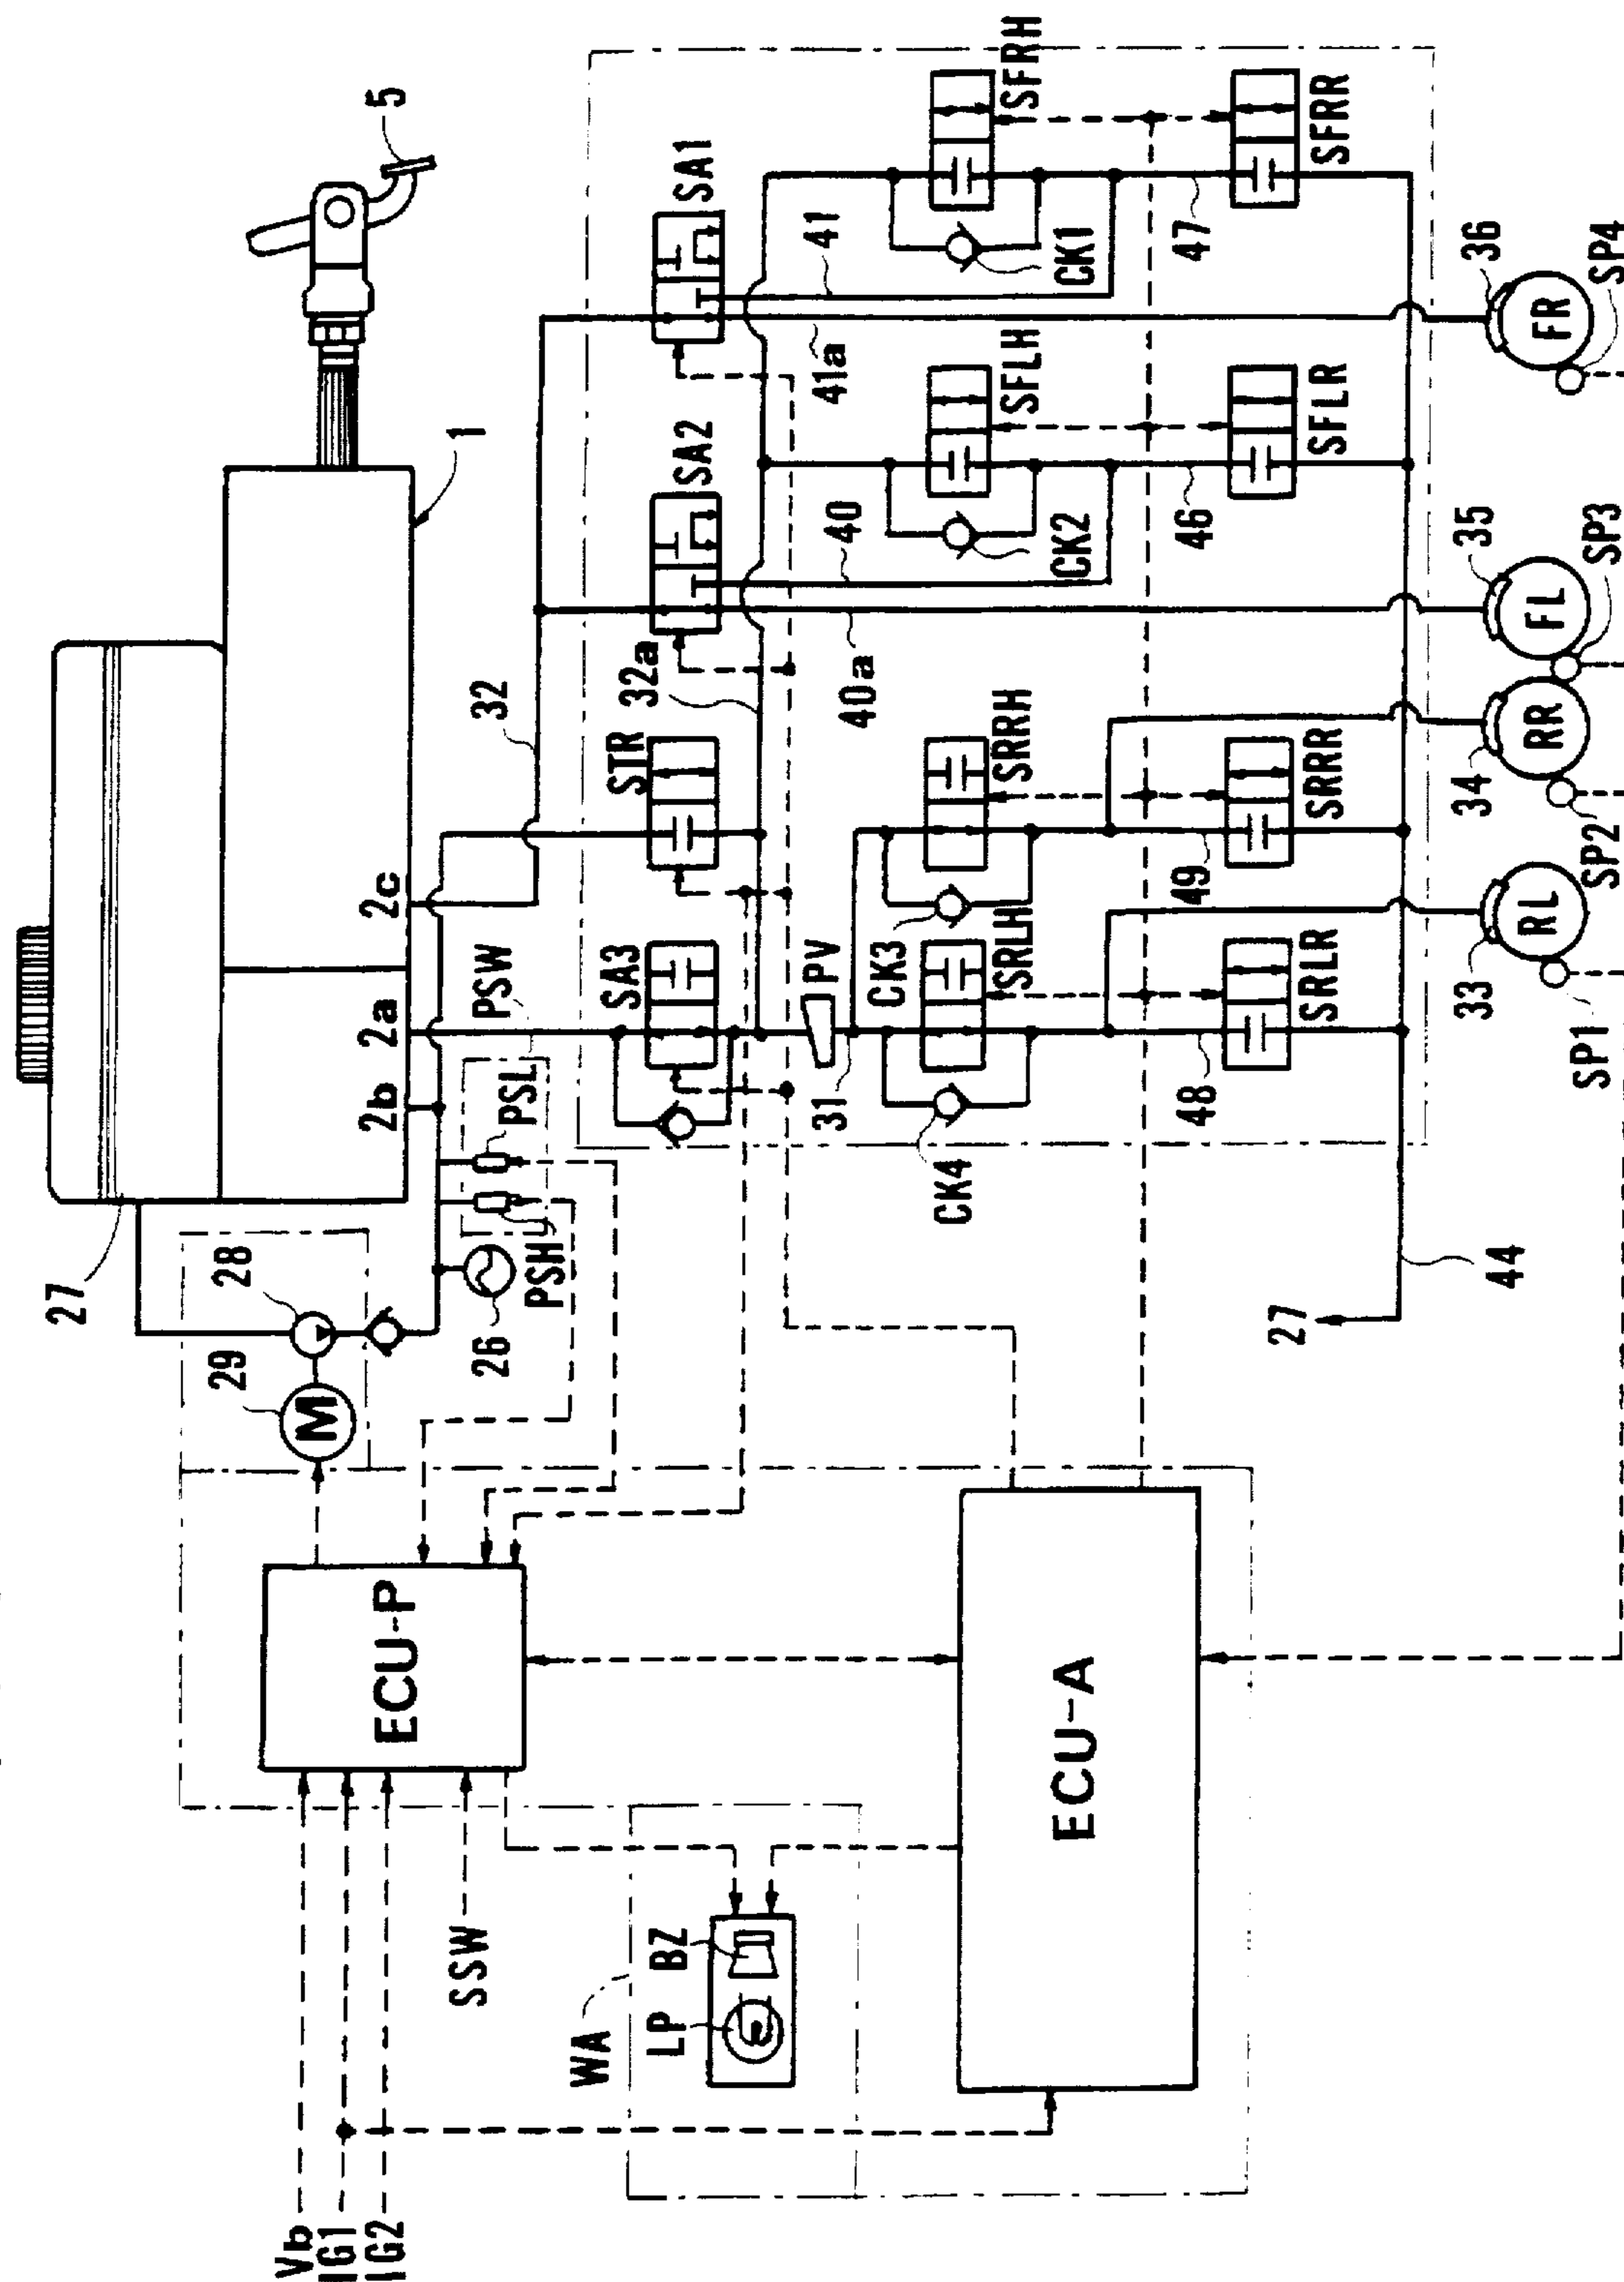 5
1
27
2b
2a
2c
32
28
29
M
26
PSH
PSL
PSW
SA3
STR
32a
SA2
SA1
31
PV
40a
40
41a
41
CK4
CK3
SRLH
SRRH
CK2
SFLH
CK1
SFRH
48
SRLR
49
SRRR
46
SFLR
47
SFRR
27
44
SP1
33
RL
SP2
34
RR
35
FL
SP3
36
FR
SP4
Vb
IG1
IG2
SSW
ECU-P
WA
LP
BZ
ECU-A